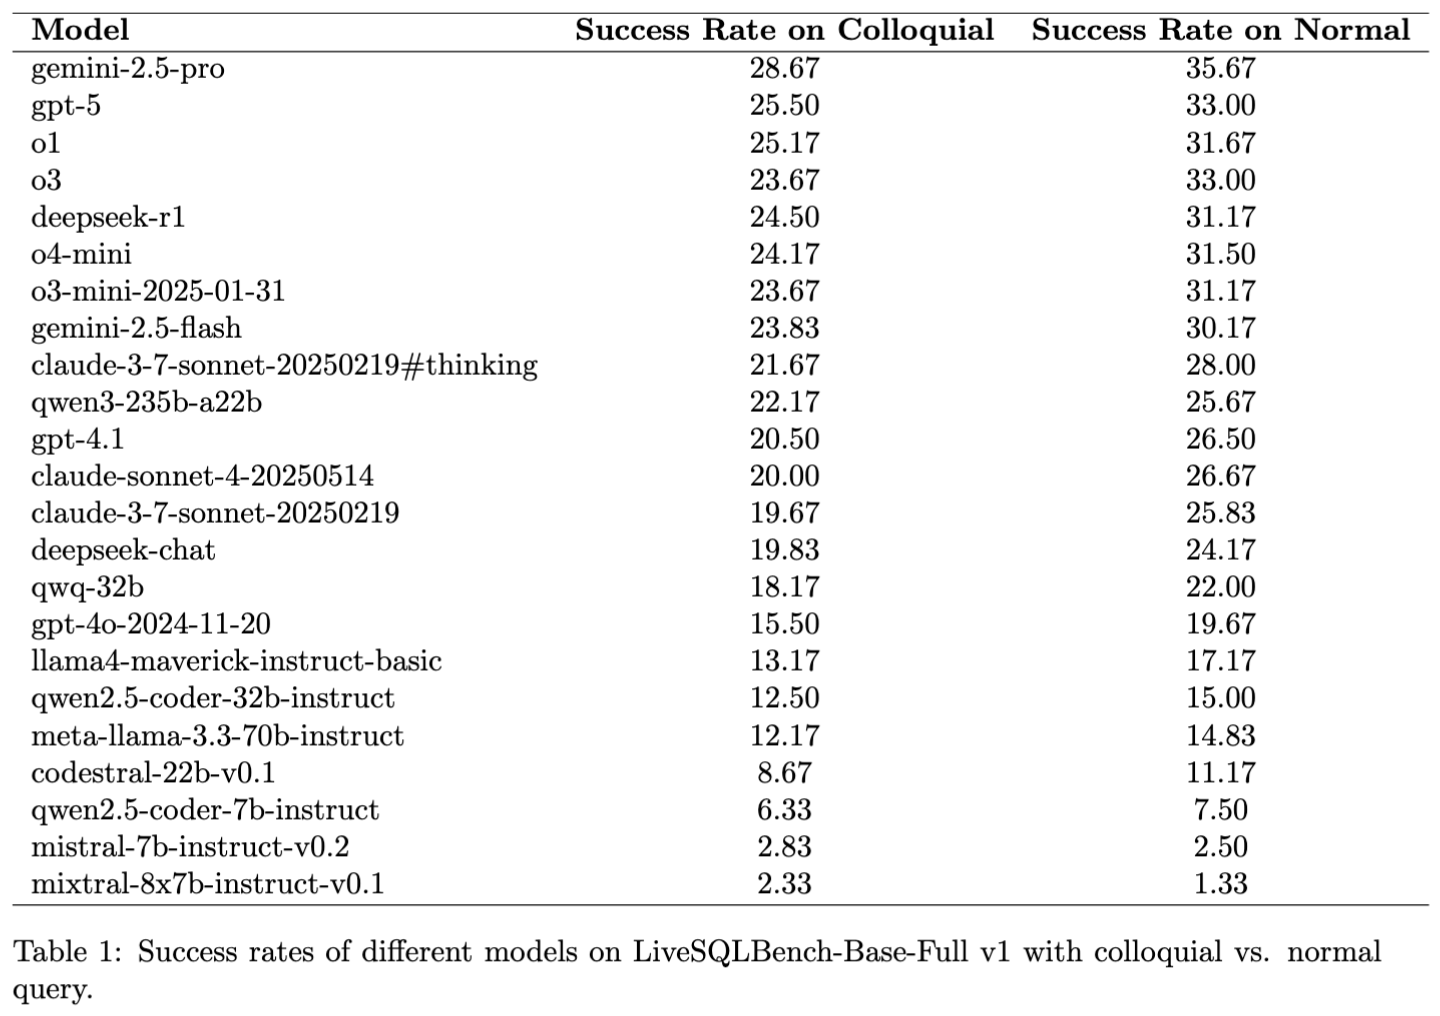 Model Success Rate on Colloquial Success Rate on Normal
gemini-2.5-pro 28.67 35.67
gpt-5 25.50 33.00
o1 25.17 31.67
o3 23.67 33.00
deepseek-r1 24.50 31.17
o4-mini 24.17 31.50
o3-mini-2025-01-31 23.67 31.17
gemini-2.5-flash 23.83 30.17
claude-3-7-sonnet-20250219#thinking 21.67 28.00
qwen3-235b-a22b 22.17 25.67
gpt-4.1 20.50 26.50
claude-sonnet-4-20250514 20.00 26.67
claude-3-7-sonnet-20250219 19.67 25.83
deepseek-chat 19.83 24.17
qwq-32b 18.17 22.00
gpt-4o-2024-11-20 15.50 19.67
llama4-maverick-instruct-basic 13.17 17.17
qwen2.5-coder-32b-instruct 12.50 15.00
meta-llama-3.3-70b-instruct 12.17 14.83
codestral-22b-v0.1 8.67 11.17
qwen2.5-coder-7b-instruct 6.33 7.50
mistral-7b-instruct-v0.2 2.83 2.50
mixtral-8x7b-instruct-v0.1 2.33 1.33
Table 1: Success rates of different models on LiveSQLBench-Base-Full v1 with colloquial vs. normal
query.